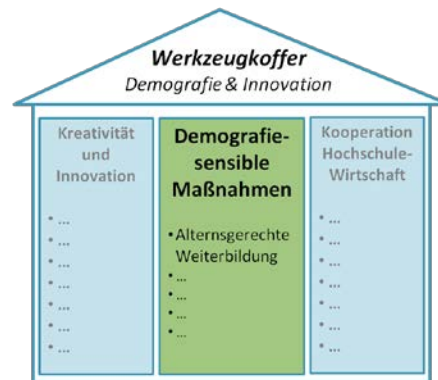 Werkzeugkoffer
Demografie & Innovation
Kreativität
und
Innovation
• ...
• ...
• ...
• ...
• ...
• ...
• ...
Demografie-
sensible
Maßnahmen
• Alternsgerechte
Weiterbildung
• ...
• ...
• ...
• ...
Kooperation
Hochschule-
Wirtschaft
• ...
• ...
• ...
• ...
• ...
• ...
• ...